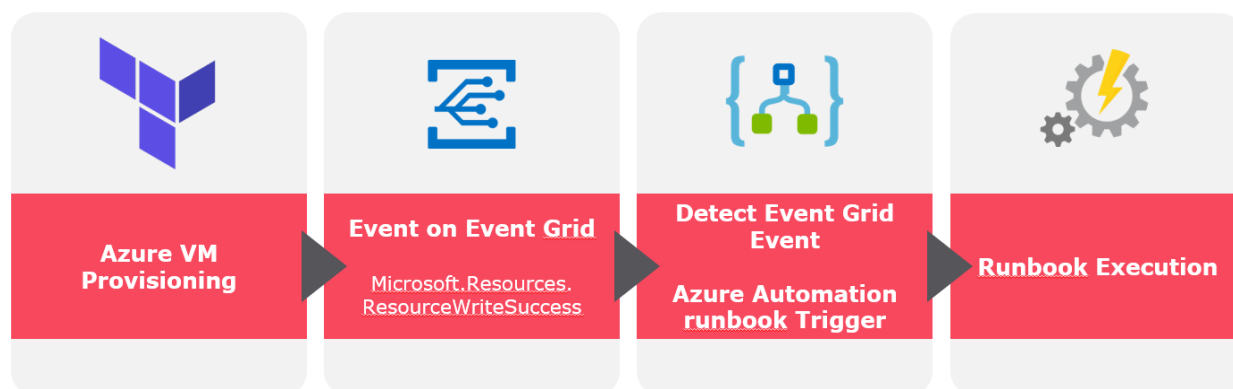 Azure VM
Provisioning
Event on Event Grid
Microsoft.Resources.
ResourceWriteSuccess
Detect Event Grid
Event
Azure Automation
runbook Trigger
Runbook Execution